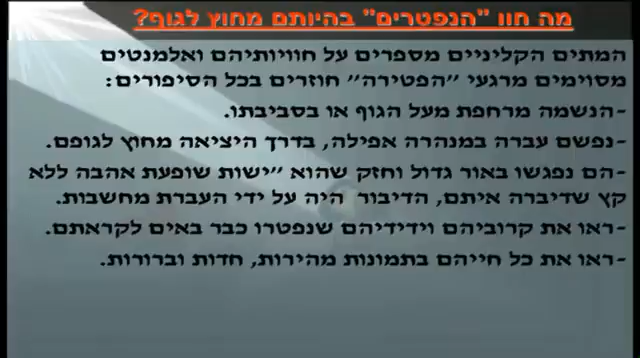 מה חוו "הנפטרים" בהיותם מחוץ לגוף?
המתים הקליניים מספרים על חוויותיהם ואלמנטים
מסוימים מרגעי "הפטירה" חוזרים בכל הסיפורים:
-הנשמה מרחפת מעל הגוף או בסביבתו.
-נפשם עברה במנהרה אפילה, בדרך היציאה מחוץ לגופם.
-הם נפגשו באור גדול וחזק שהוא "ישות שופעת אהבה ללא
קץ שדיברה איתם, הדיבור היה על ידי העברת מחשבות.
-ראו את קרוביהם וידידיהם שנפטרו כבר באים לקראתם.
-ראו את כל חייהם בתמונות מהירות, חדות וברורות.